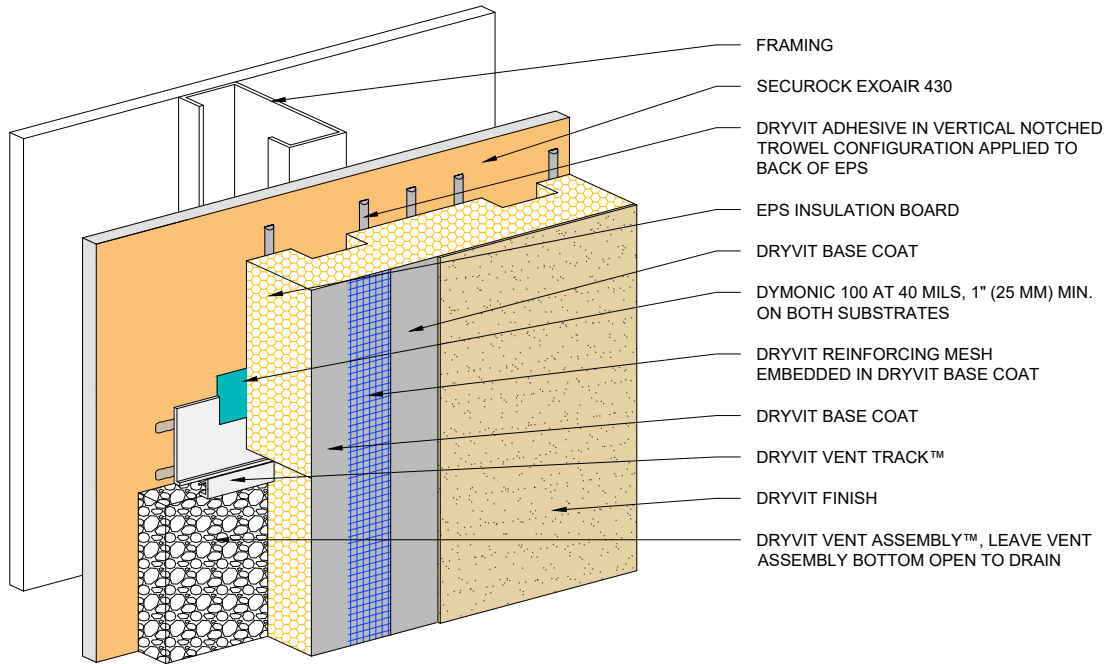 FRAMING
SECUROCK EXOAIR 430
DRYVIT ADHESIVE IN VERTICAL NOTCHED
TROWEL CONFIGURATION APPLIED TO
BACK OF EPS
EPS INSULATION BOARD
DRYVIT BASE COAT
DYMONIC 100 AT 40 MILS, 1" (25 MM) MIN.
ON BOTH SUBSTRATES
DRYVIT REINFORCING MESH
EMBEDDED IN DRYVIT BASE COAT
DRYVIT BASE COAT
DRYVIT VENT TRACK™
DRYVIT FINISH
DRYVIT VENT ASSEMBLY™, LEAVE VENT
ASSEMBLY BOTTOM OPEN TO DRAIN